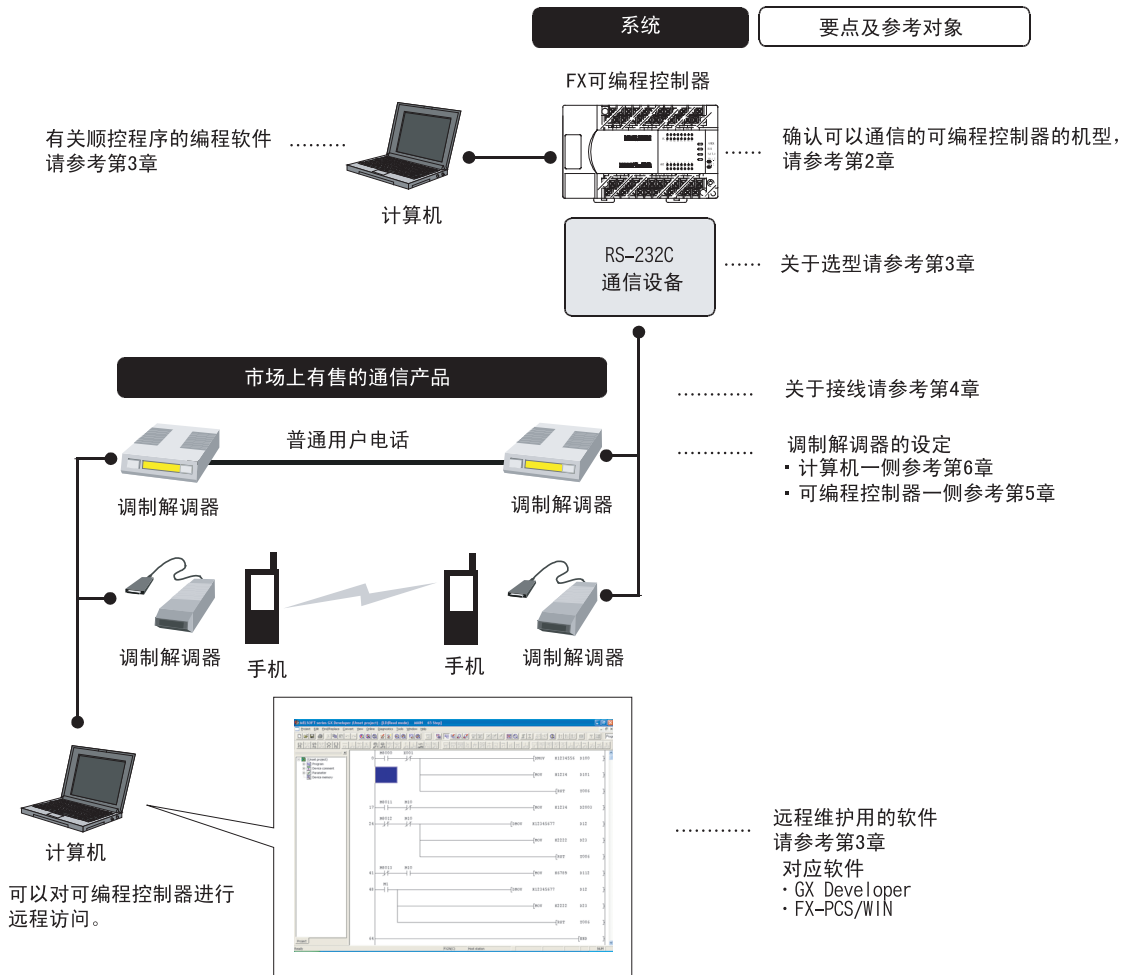 系统
要点及参考对象
FX可编程控制器
有关顺控程序的编程软件
请参考第3章
计算机
确认可以通信的可编程控制器的机型,
请参考第2章
RS-232C
通信设备
关于选型请参考第3章
市场上有售的通信产品
关于接线请参考第4章
普通用户电话
调制解调器
调制解调器
调制解调器的设定
・计算机一侧参考第6章
・可编程控制器一侧参考第5章
调制解调器
手机
手机
调制解调器
计算机
可以对可编程控制器进行
远程访问。
远程维护用的软件
请参考第3章
对应软件
・GX Developer
・FX-PCS/WIN